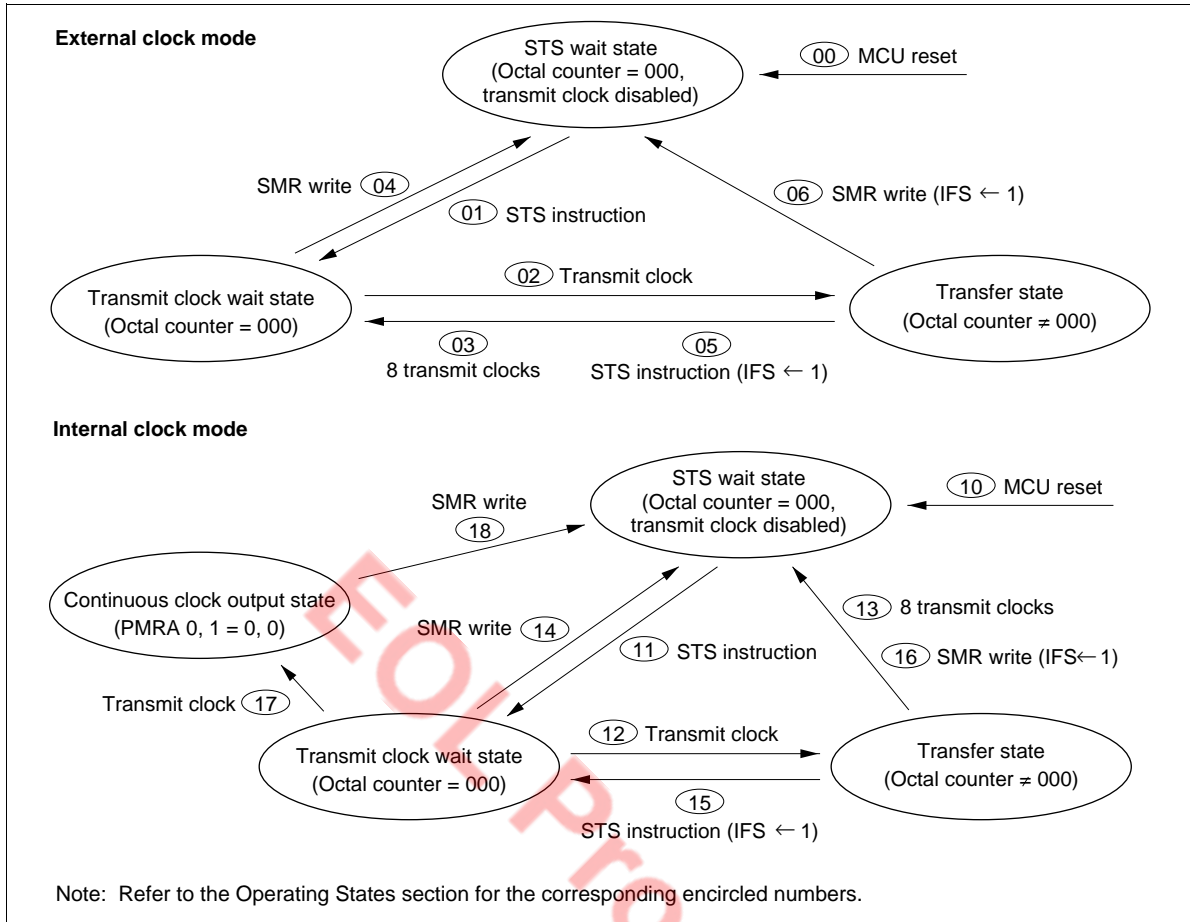 External clock mode
STS wait state
(Octal counter = 000,
transmit clock disabled)
00 MCU reset
SMR write 04
01 STS instruction
06 SMR write (IFS ← 1)
Transmit clock wait state
(Octal counter = 000)
02 Transmit clock
Transfer state
(Octal counter ≠ 000)
03
8 transmit clocks
05
STS instruction (IFS ← 1)
Internal clock mode
STS wait state
(Octal counter = 000,
transmit clock disabled)
10 MCU reset
SMR write
18
Continuous clock output state
(PMRA 0, 1 = 0, 0)
SMR write 14
11 STS instruction
13 8 transmit clocks
16 SMR write (IFS← 1)
Transmit clock 17
Transmit clock wait state
(Octal counter = 000)
12 Transmit clock
Transfer state
(Octal counter ≠ 000)
15
STS instruction (IFS ← 1)
Note: Refer to the Operating States section for the corresponding encircled numbers.
EOL Pro